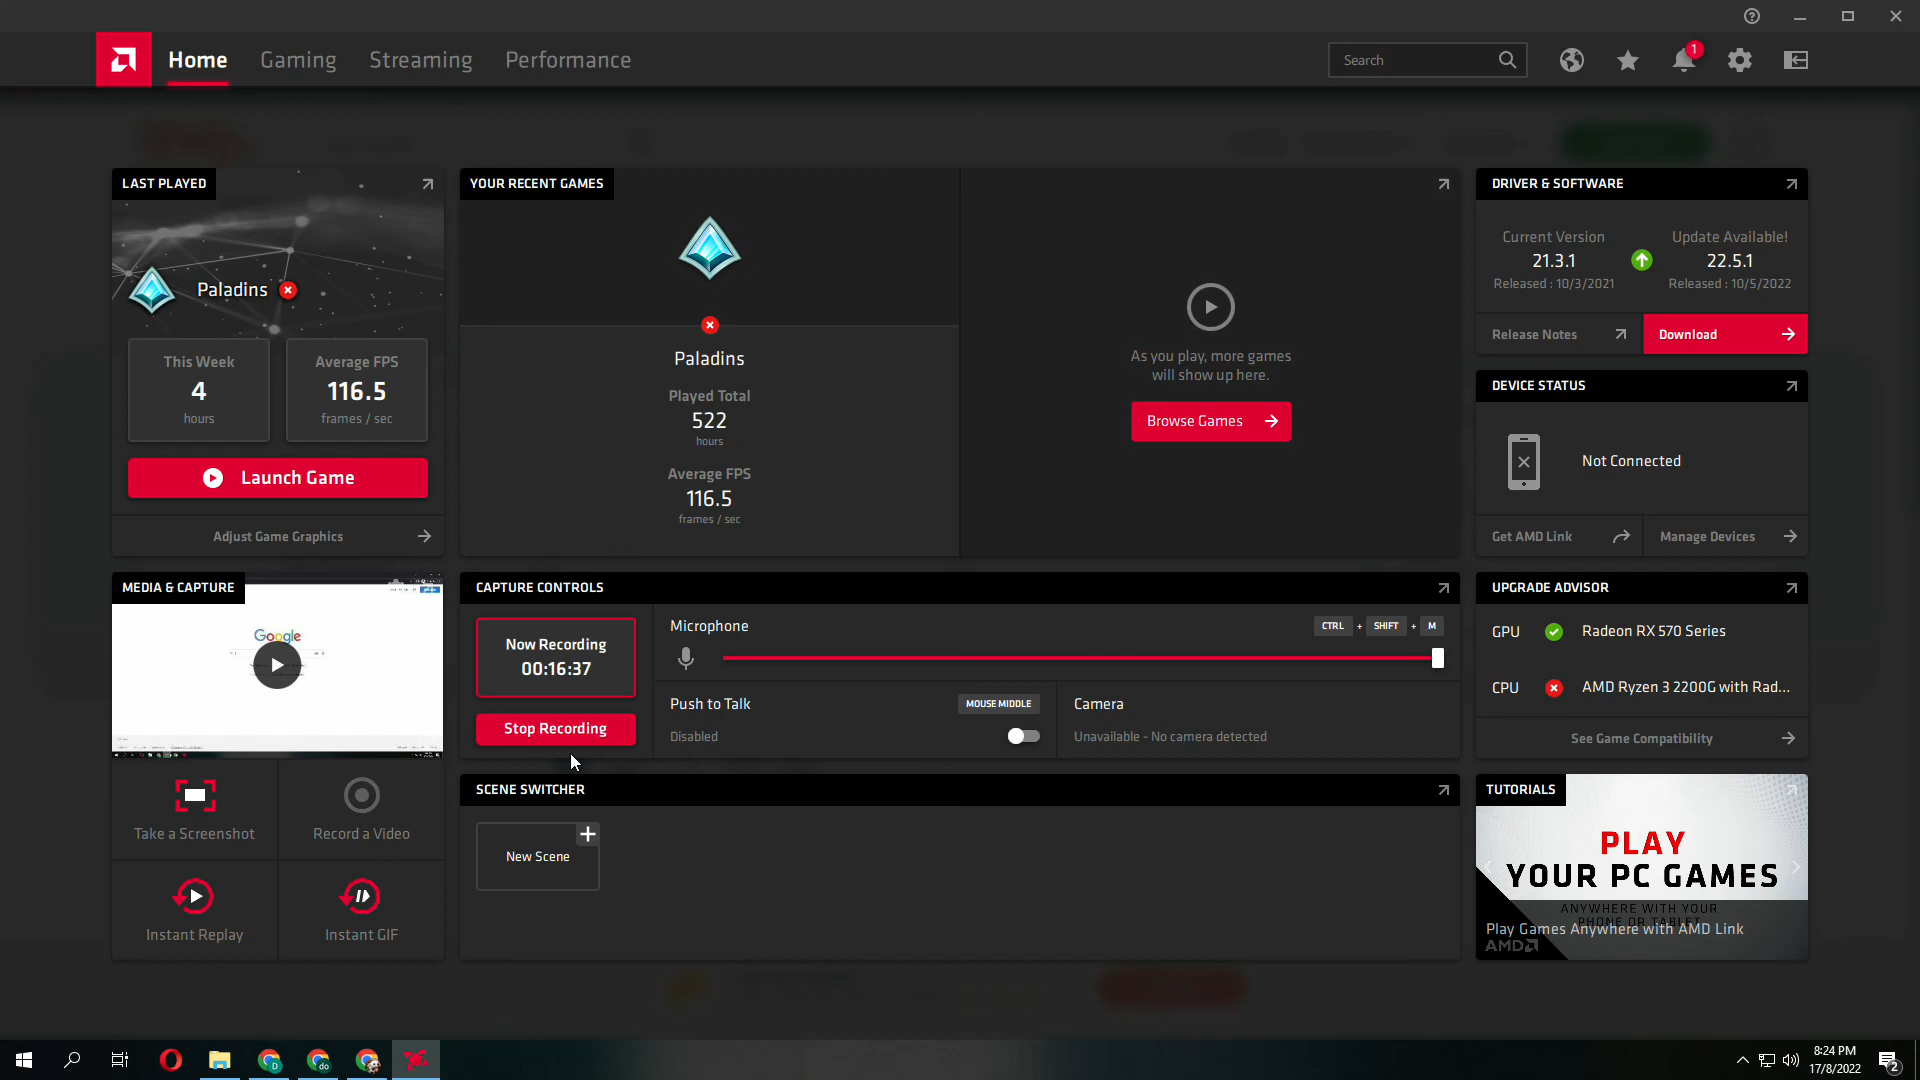 Home
Gaming
Streaming
Performance
Search
1
LAST PLAYED
Paladins
This Week
4
hours
Average FPS
116.5
frames / sec
Launch Game
Adjust Game Graphics
YOUR RECENT GAMES
Paladins
Played Total
522
hours
Average FPS
116.5
frames / sec
As you play, more games
will show up here.
Browse Games
DRIVER & SOFTWARE
Current Version
21.3.1
Released : 10/3/2021
Update Available!
22.5.1
Released : 10/5/2022
Release Notes
Download
DEVICE STATUS
Not Connected
Get AMD Link
Manage Devices
MEDIA & CAPTURE
Google
Take a Screenshot
Record a Video
Instant Replay
Instant GIF
CAPTURE CONTROLS
Now Recording
00:16:37
Stop Recording
Microphone
CTRL + SHIFT + M
Push to Talk
MOUSE MIDDLE
Disabled
Camera
Unavailable - No camera detected
SCENE SWITCHER
New Scene
UPGRADE ADVISOR
GPU
Radeon RX 570 Series
CPU
AMD Ryzen 3 2200G with Rad...
See Game Compatibility
TUTORIALS
PLAY
YOUR PC GAMES
ANYWHERE WITH YOUR
PHONE OR TABLET
Play Games Anywhere with AMD Link
AMD
D
do
8:24 PM
17/8/2022
2